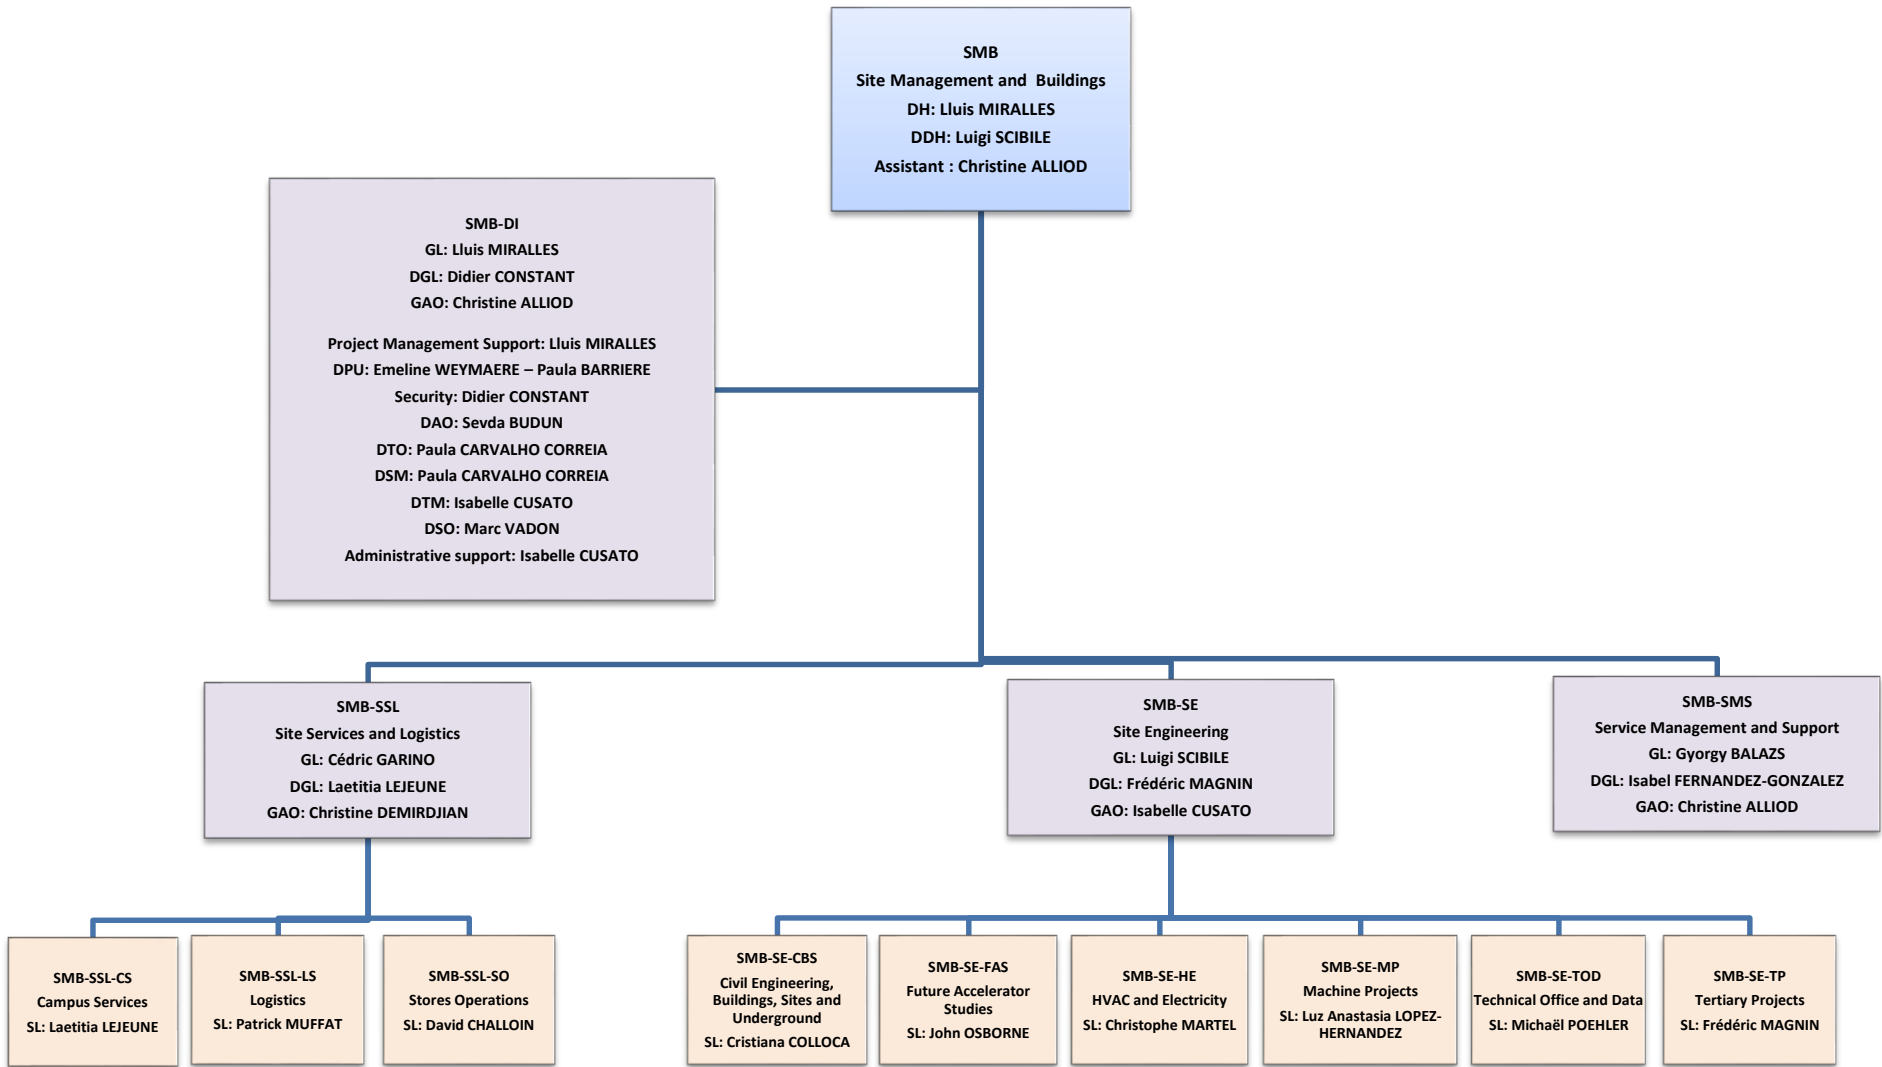 SMB
Site Management and Buildings
DH: Lluis MIRALLES
DDH: Luigi SCIBILE
Assistant : Christine ALLIOD
SMB-DI
GL: Lluis MIRALLES
DGL: Didier CONSTANT
GAO: Christine ALLIOD
Project Management Support: Lluis MIRALLES
DPU: Emeline WEYMAERE – Paula BARRIERE
Security: Didier CONSTANT
DAO: Sevda BUDUN
DTO: Paula CARVALHO CORREIA
DSM: Paula CARVALHO CORREIA
DTM: Isabelle CUSATO
DSO: Marc VADON
Administrative support: Isabelle CUSATO
SMB-SSL
Site Services and Logistics
GL: Cédric GARINO
DGL: Laetitia LEJEUNE
GAO: Christine DEMIRDJIAN
SMB-SE
Site Engineering
GL: Luigi SCIBILE
DGL: Frédéric MAGNIN
GAO: Isabelle CUSATO
SMB-SMS
Service Management and Support
GL: Gyorgy BALAZS
DGL: Isabel FERNANDEZ-GONZALEZ
GAO: Christine ALLIOD
SMB-SSL-CS
Campus Services
SL: Laetitia LEJEUNE
SMB-SSL-LS
Logistics
SL: Patrick MUFFAT
SMB-SSL-SO
Stores Operations
SL: David CHALLOIN
SMB-SE-CBS
Civil Engineering,
Buildings, Sites and
Underground
SL: Cristiana COLLOCA
SMB-SE-FAS
Future Accelerator
Studies
SL: John OSBORNE
SMB-SE-HE
HVAC and Electricity
SL: Christophe MARTEL
SMB-SE-MP
Machine Projects
SL: Luz Anastasia LOPEZ-
HERNANDEZ
SMB-SE-TOD
Technical Office and Data
SL: Michaël POEHLER
SMB-SE-TP
Tertiary Projects
SL: Frédéric MAGNIN